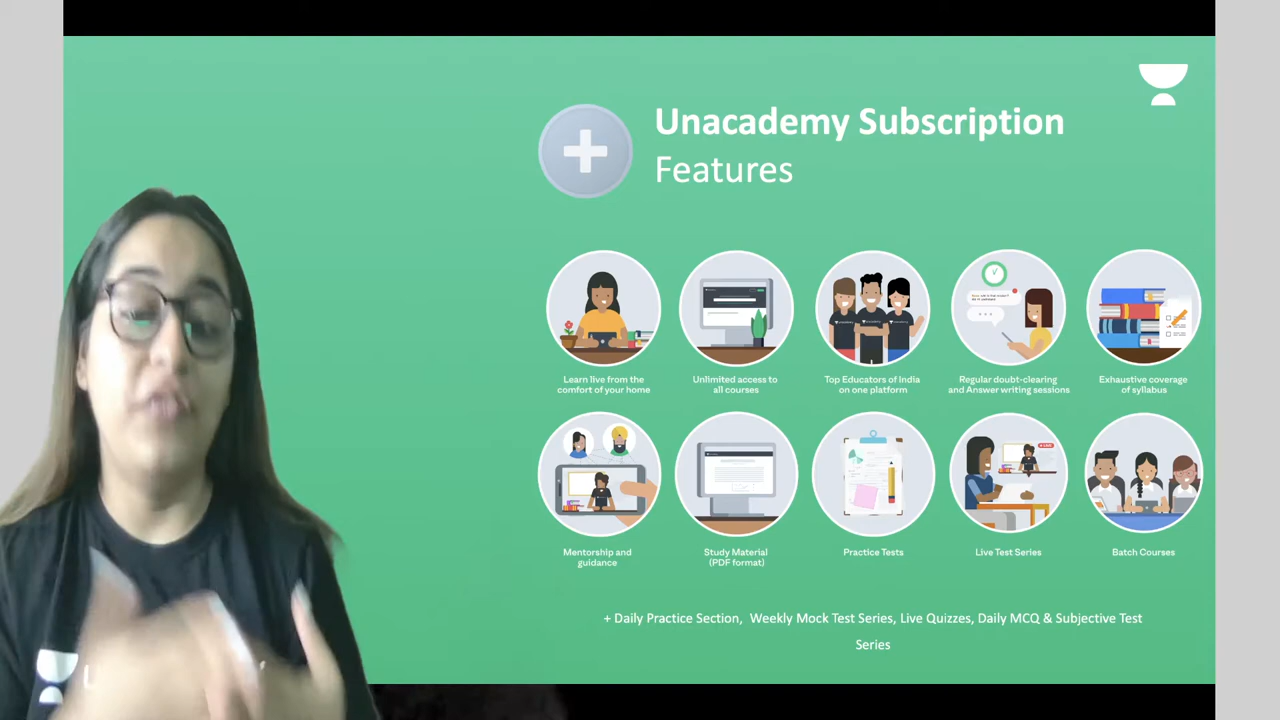 Unacademy Subscription
Features
Learn live from the
comfort of your home
Unlimited access to
all courses
Top Educators of India
on one platform
Regular doubt-clearing
and Answer writing sessions
Exhaustive coverage
of syllabus
Mentorship and
guidance
Study Material
(PDF format)
Practice Tests
Live Test Series
Batch Courses
+ Daily Practice Section, Weekly Mock Test Series, Live Quizzes, Daily MCQ & Subjective Test
Series